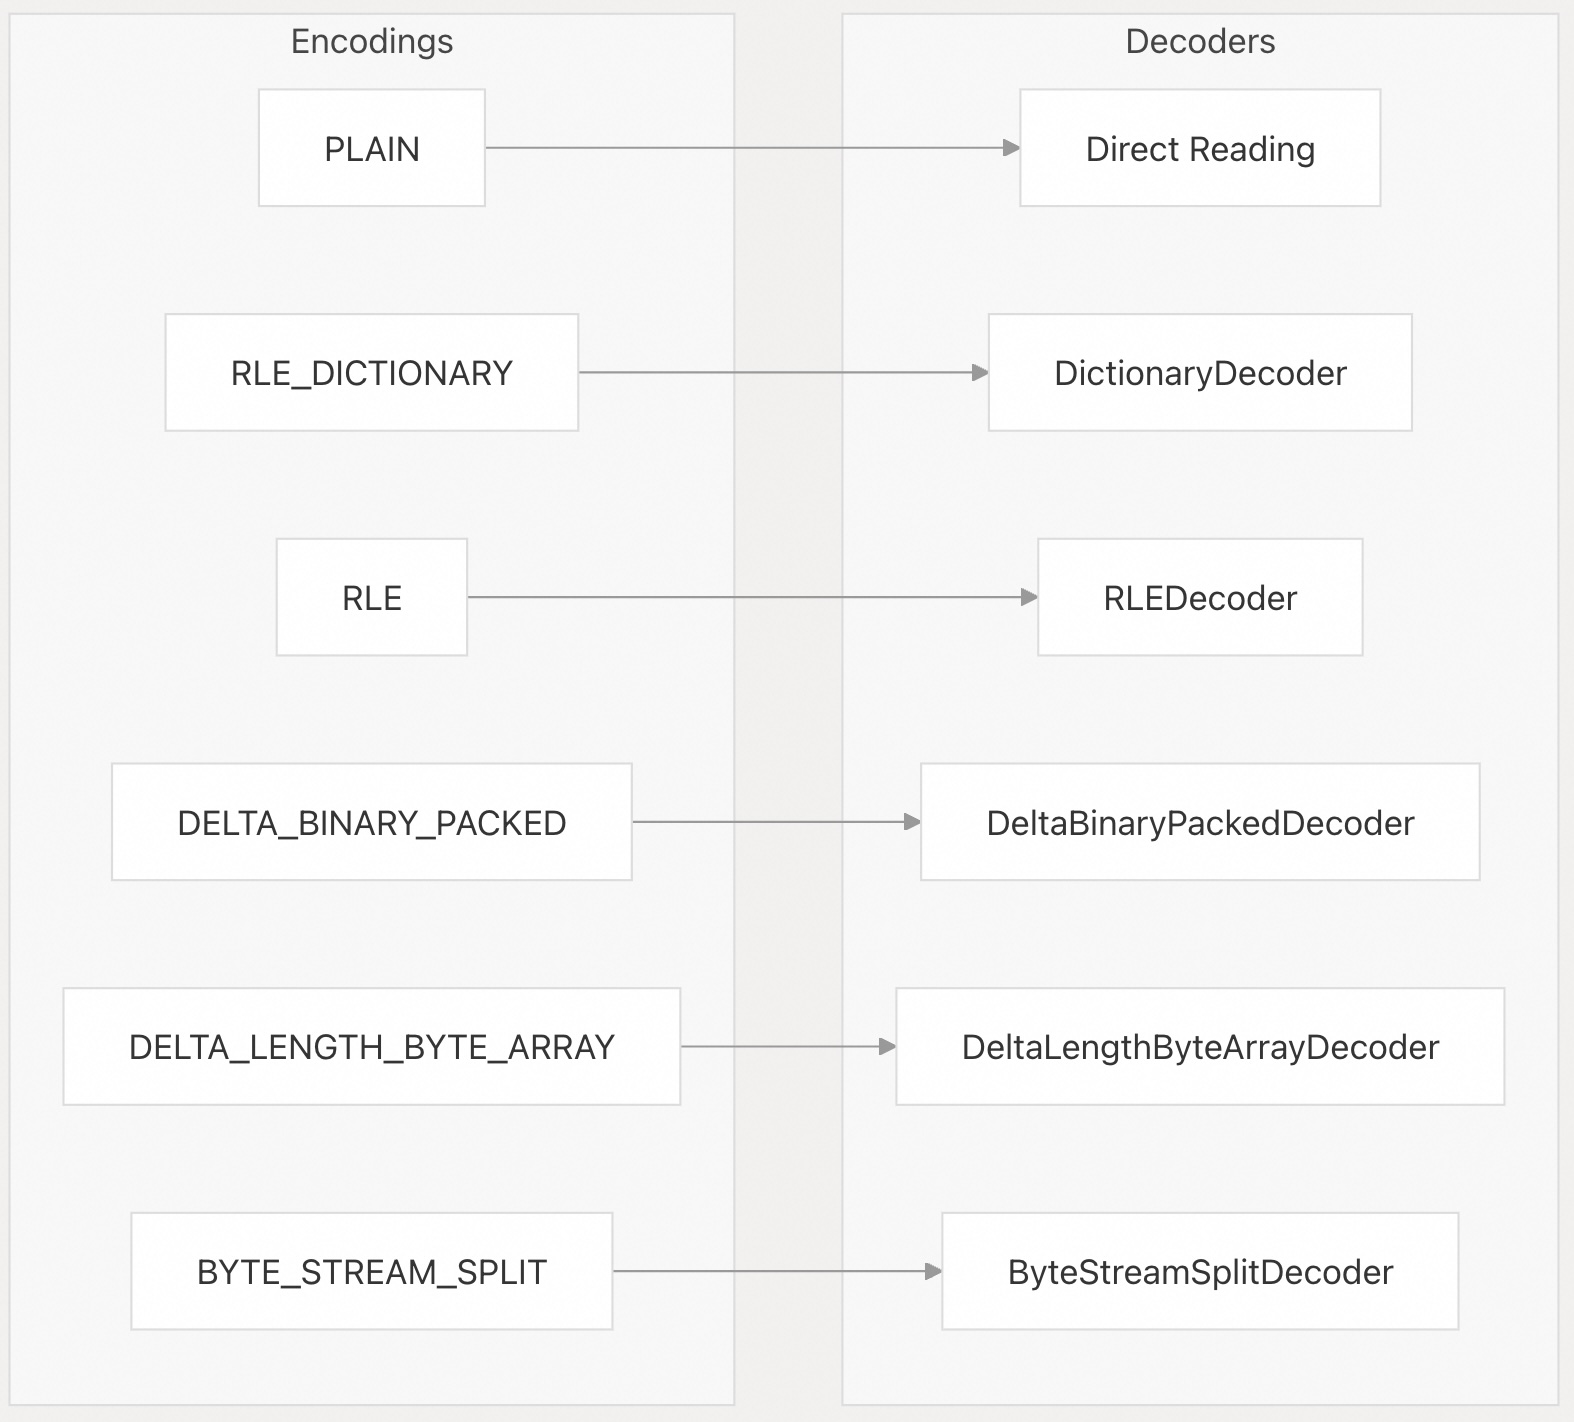 Encodings
Decoders
PLAIN
Direct Reading
RLE_DICTIONARY
DictionaryDecoder
RLE
RLEDecoder
DELTA_BINARY_PACKED
DeltaBinaryPackedDecoder
DELTA_LENGTH_BYTE_ARRAY
DeltaLengthByteArrayDecoder
BYTE_STREAM_SPLIT
ByteStreamSplitDecoder